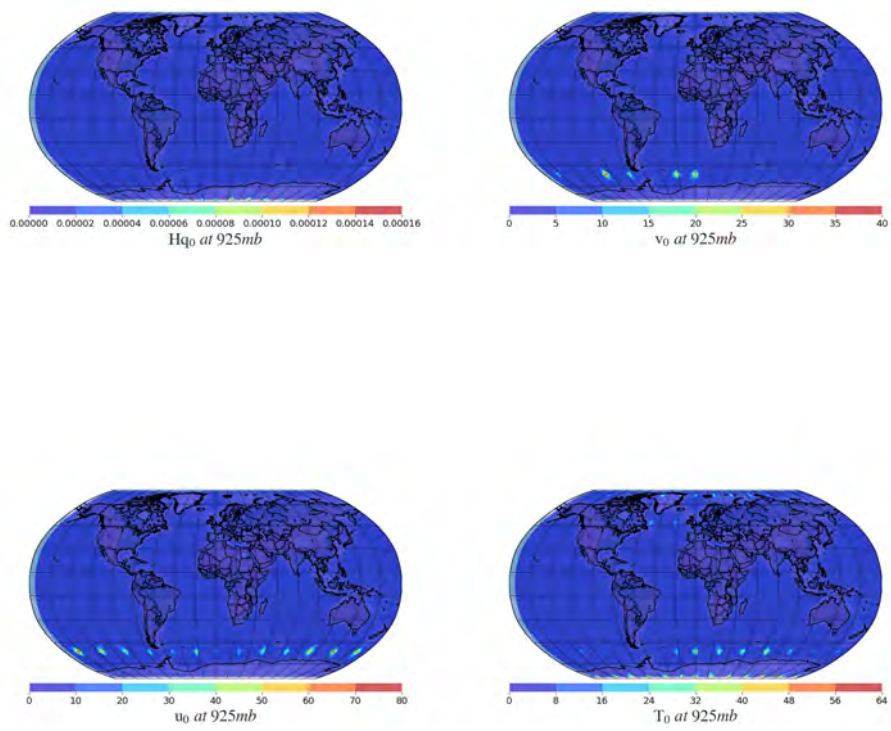 0.00000 0.00002 0.00004 0.00006 0.00008 0.00010 0.00012 0.00014 0.00016
Hq₀ at 925mb
0 5 10 15 20 25 30 35 40
v₀ at 925mb
0 10 20 30 40 50 60 70 80
u₀ at 925mb
0 8 16 24 32 40 48 56 64
T₀ at 925mb